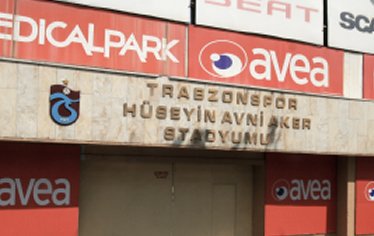 SEAT
SCA
EDICALPARK
avea
TRABZONSPOR
HÜSEYİN AVNİ AKER
STADYUMU
avea
avea